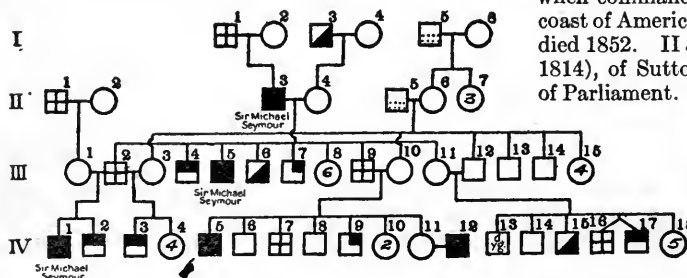 coast of Americ
died 1852. II
1814), of Sutto
of Parliament.
I 1 2 3 4 5 6
II 1 2 3 4 5 6 7
3
Sir Michael
Seymour
III 1 2 3 4 5 6 7 8 9 10 11 12 13 14 15
6 4
Sir Michael
Seymour
IV 1 2 3 4 5 6 7 8 9 10 11 12 13 14 15 16 17
4 2 5
Sir Michael
Seymour